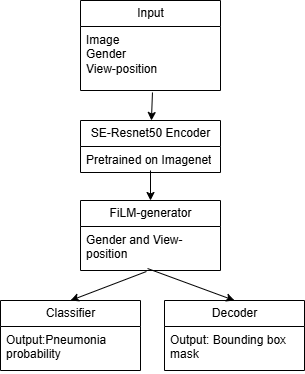 Input
Image
Gender
View-position
SE-Resnet50 Encoder
Pretrained on Imagenet
FiLM-generator
Gender and View-
position
Classifier
Output:Pneumonia
probability
Decoder
Output: Bounding box
mask